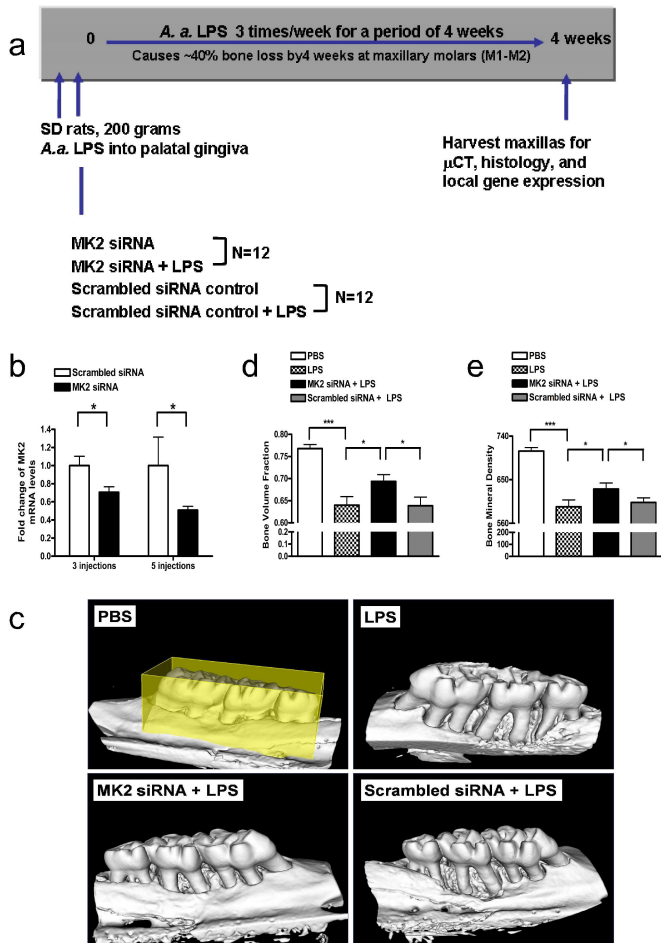 a
0
A. a. LPS 3 times/week for a period of 4 weeks
4 weeks
Causes ~40% bone loss by4 weeks at maxillary molars (M1-M2)
SD rats, 200 grams
A.a. LPS into palatal gingiva
Harvest maxillas for
μCT, histology, and
local gene expression
MK2 siRNA
MK2 siRNA + LPS
N=12
Scrambled siRNA control
Scrambled siRNA control + LPS
N=12
b
Scrambled siRNA
MK2 siRNA
*
*
Fold change of MK2
mRNA levels
1.4
1.2
1.0
0.8
0.6
0.4
0.2
0.0
3 injections
5 injections
d
PBS
LPS
MK2 siRNA + LPS
Scrambled siRNA + LPS
***
*
*
Bone Volume Fraction
0.80
0.75
0.70
0.65
0.60
0.2
0.1
0.0
e
PBS
LPS
MK2 siRNA + LPS
Scrambled siRNA + LPS
***
*
*
Bone Mineral Density
740
650
560
200
100
0
c
PBS
LPS
MK2 siRNA + LPS
Scrambled siRNA + LPS